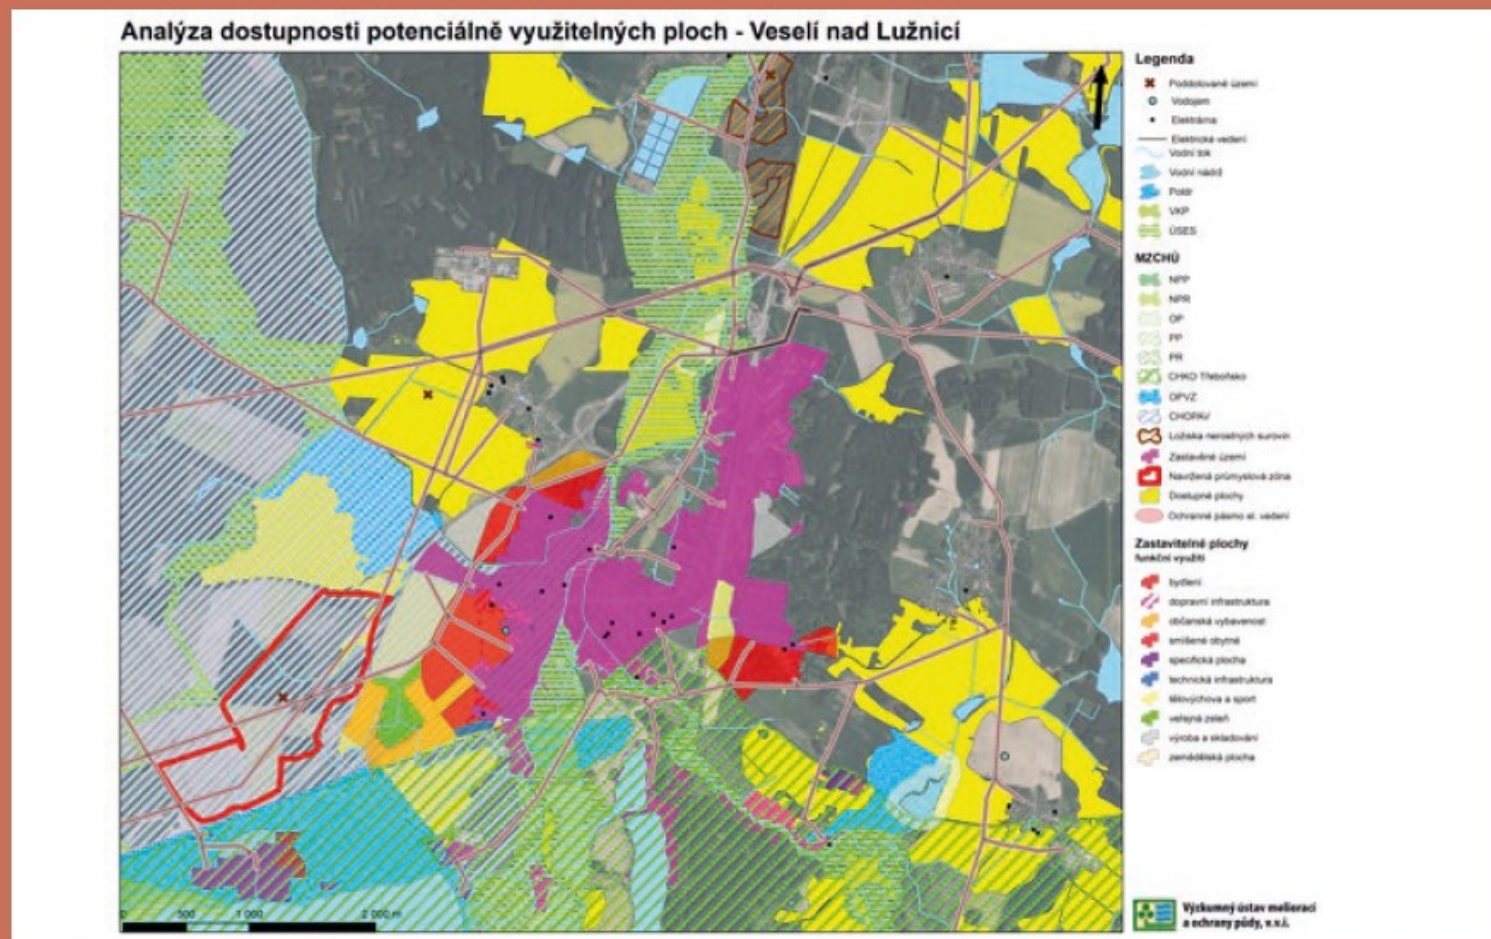 Analýza dostupnosti potenciálně využitelných ploch - Veselí nad Lužnicí
Legenda
Poddolované území
Vodojem
Elektrárna
Elektrické vedení
Vodní tok
Vodní nádrž
Poldr
VKP
ÚSES
MZCHÚ
NPP
NPR
OP
PP
PR
CHKO Třeboňsko
OPVZ
CHOPAV
Ložiska nerostných surovin
Zastavěné území
Navržená průmyslová zóna
Dostupné plochy
Ochranné pásmo el. vedení
Zastavitelné plochy
funkční využití
bydlení
dopravní infrastruktura
občanská vybavenost
smíšené obytné
specifická plocha
technická infrastruktura
tělovýchova a sport
veřejná zeleň
výroba a skladování
zemědělská plocha
0 500 1 000 2 000 m
Výzkumný ústav meliorací
a ochrany půdy, v.v.i.